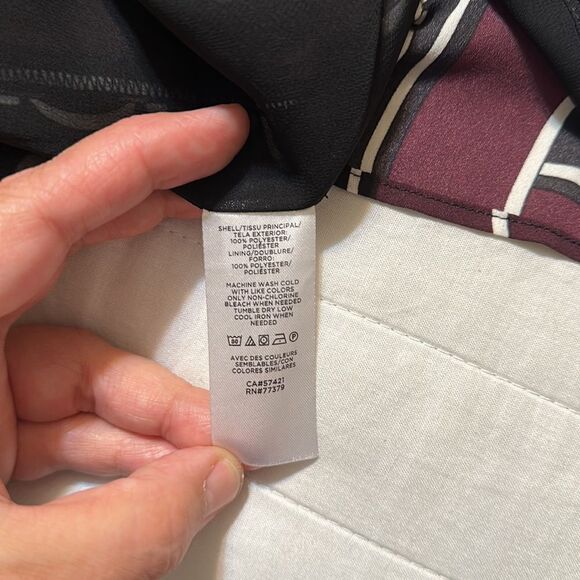 SHELL/TISSU PRINCIPAL/
TELA EXTERIOR:
100% POLYESTER/
POLIÉSTER
LINING/DOUBLURE/
FORRO:
100% POLYESTER/
POLIÉSTER
MACHINE WASH COLD
WITH LIKE COLORS
ONLY NON-CHLORINE
BLEACH WHEN NEEDED
TUMBLE DRY LOW
COOL IRON WHEN
NEEDED
P
AVEC DES COULEURS
SEMBLABLES/CON
COLORES SIMILARES
CA#57421
RN#77379